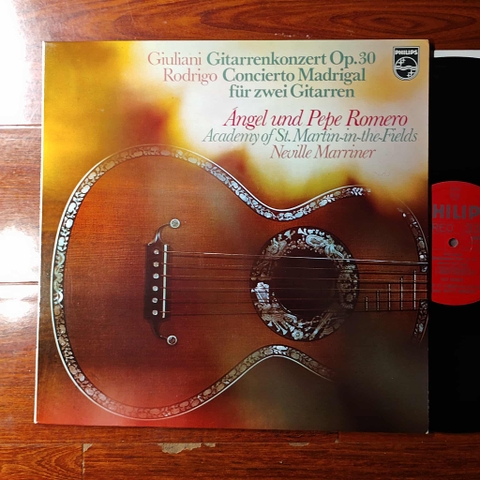 Giuliani Gitarrenkonzert Op.30
Rodrigo Concierto Madrigal
für zwei Gitarren
PHILIPS
Ángel und Pepe Romero
Academy of St. Martin-in-the-Fields
Neville Marriner
PHILIPS